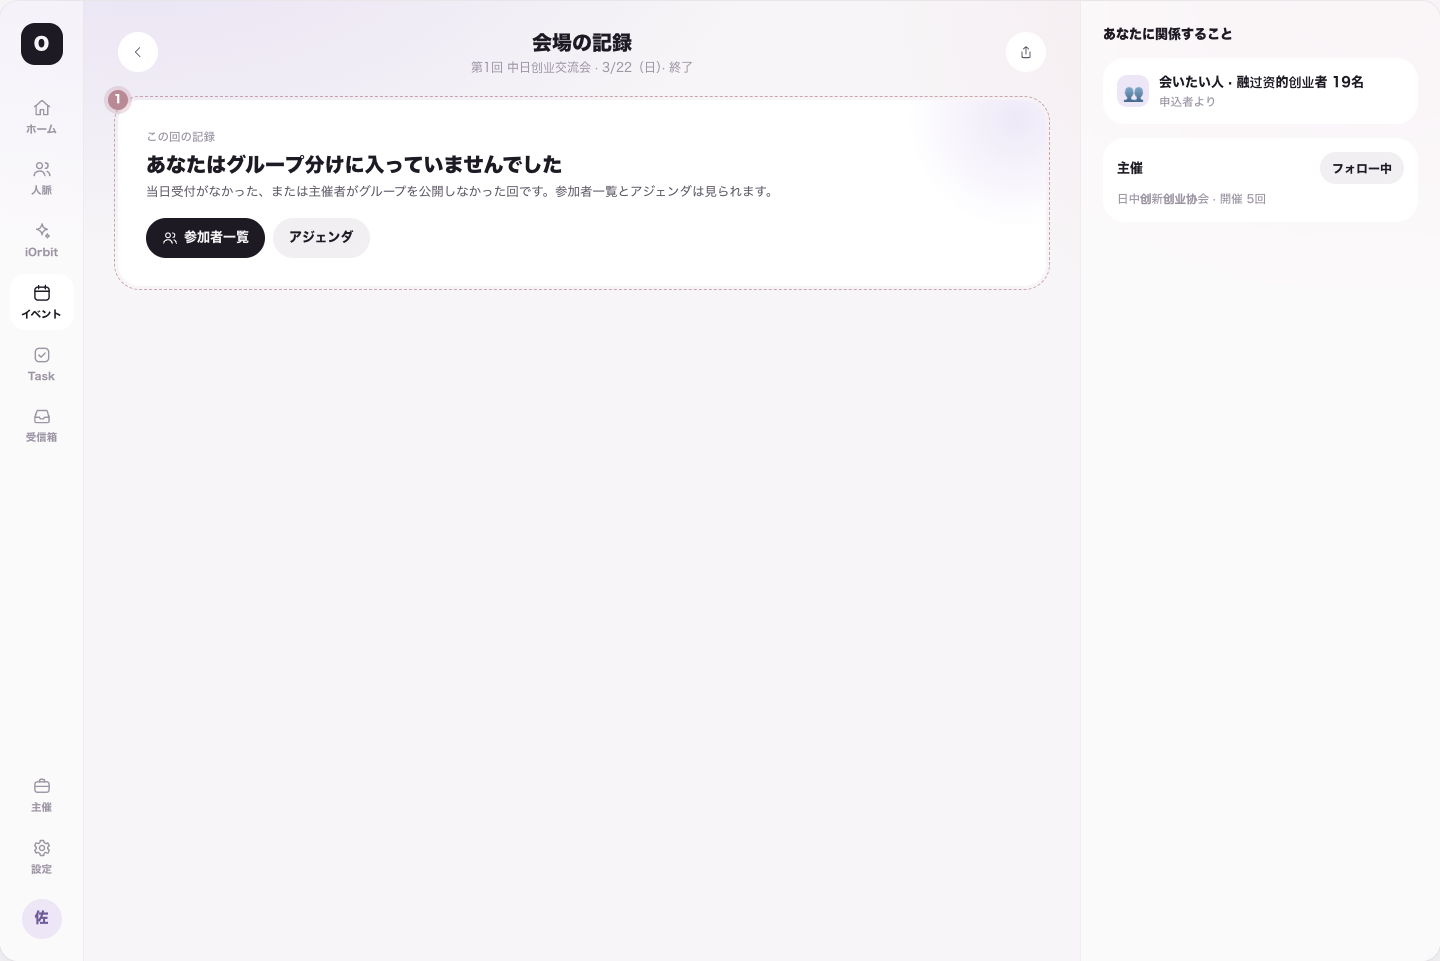 O
ホーム
人脈
iOrbit
イベント
Task
受信箱
主催
設定
佐
会場の記録
第1回 中日创业交流会 · 3/22（日）· 終了
1
この回の記録
あなたはグループ分けに入っていませんでした
当日受付がなかった、または主催者がグループを公開しなかった回です。参加者一覧とアジェンダは見られます。
参加者一覧
アジェンダ
あなたに関係すること
会いたい人 · 融过资的创业者 19名
申込者より
主催
フォロー中
日中创新创业协会 · 開催 5回